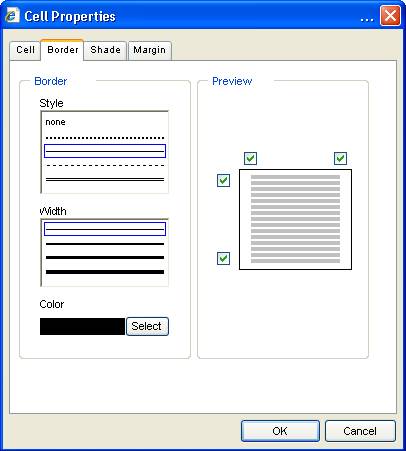 Cell Properties
...
Cell Border Shade Margin
Border
Preview
Style
none
Width
Color
Select
OK Cancel